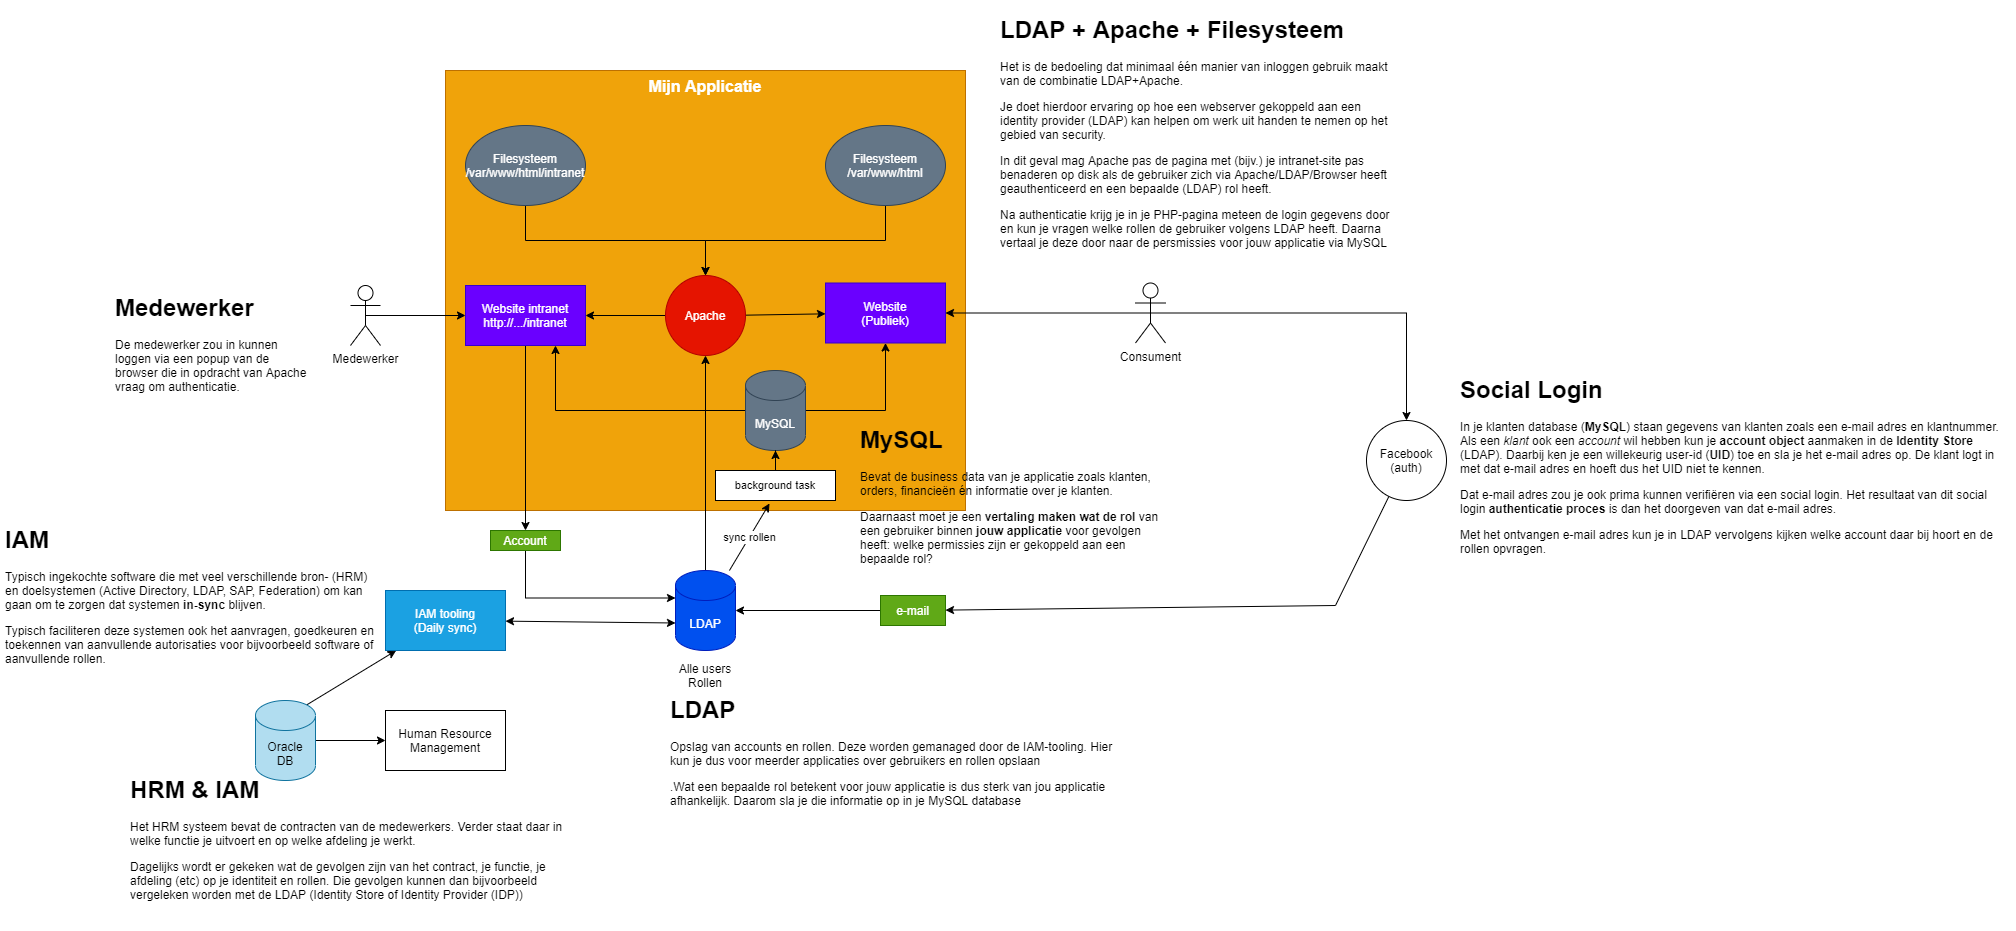 LDAP + Apache + Filesysteem
Het is de bedoeling dat minimaal één manier van inloggen gebruik maakt
van de combinatie LDAP+Apache.
Je doet hierdoor ervaring op hoe een webserver gekoppeld aan een
identity provider (LDAP) kan helpen om werk uit handen te nemen op het
gebied van security.
In dit geval mag Apache pas de pagina met (bijv.) je intranet-site pas
benaderen op disk als de gebruiker zich via Apache/LDAP/Browser heeft
geauthenticeerd en een bepaalde (LDAP) rol heeft.
Na authenticatie krijg je in je PHP-pagina meteen de login gegevens door
en kun je vragen welke rollen de gebruiker volgens LDAP heeft. Daarna
vertaal je deze door naar de persmissies voor jouw applicatie via MySQL
Mijn Applicatie
Filesysteem
/var/www/html/intranet
Filesysteem
/var/www/html
Medewerker
De medewerker zou in kunnen
loggen via een popup van de
browser die in opdracht van Apache
vraag om authenticatie.
Medewerker
Website intranet
http://.../intranet
Apache
Website
(Publiek)
Consument
MySQL
MySQL
Bevat de business data van je applicatie zoals klanten,
orders, financieën én informatie over je klanten.
Daarnaast moet je een vertaling maken wat de rol van
een gebruiker binnen jouw applicatie voor gevolgen
heeft: welke permissies zijn er gekoppeld aan een
bepaalde rol?
background task
sync rollen
Social Login
In je klanten database (MySQL) staan gegevens van klanten zoals een e-mail adres en klantnummer.
Als een klant ook een account wil hebben kun je account object aanmaken in de Identity Store
(LDAP). Daarbij ken je een willekeurig user-id (UID) toe en sla je het e-mail adres op. De klant logt in
met dat e-mail adres en hoeft dus het UID niet te kennen.
Dat e-mail adres zou je ook prima kunnen verifiëren via een social login. Het resultaat van dit social
login authenticatie proces is dan het doorgeven van dat e-mail adres.
Met het ontvangen e-mail adres kun je in LDAP vervolgens kijken welke account daar bij hoort en de
rollen opvragen.
Facebook
(auth)
Account
IAM
Typisch ingekochte software die met veel verschillende bron- (HRM)
en doelsystemen (Active Directory, LDAP, SAP, Federation) om kan
gaan om te zorgen dat systemen in-sync blijven.
Typisch faciliteren deze systemen ook het aanvragen, goedkeuren en
toekennen van aanvullende autorisaties voor bijvoorbeeld software of
aanvullende rollen.
IAM tooling
(Daily sync)
LDAP
e-mail
Alle users
Rollen
LDAP
Opslag van accounts en rollen. Deze worden gemanaged door de IAM-tooling. Hier
kun je dus voor meerder applicaties over gebruikers en rollen opslaan
.Wat een bepaalde rol betekent voor jouw applicatie is dus sterk van jou applicatie
afhankelijk. Daarom sla je die informatie op in je MySQL database
Oracle
DB
Human Resource
Management
HRM & IAM
Het HRM systeem bevat de contracten van de medewerkers. Verder staat daar in
welke functie je uitvoert en op welke afdeling je werkt.
Dagelijks wordt er gekeken wat de gevolgen zijn van het contract, je functie, je
afdeling (etc) op je identiteit en rollen. Die gevolgen kunnen dan bijvoorbeeld
vergeleken worden met de LDAP (Identity Store of Identity Provider (IDP))